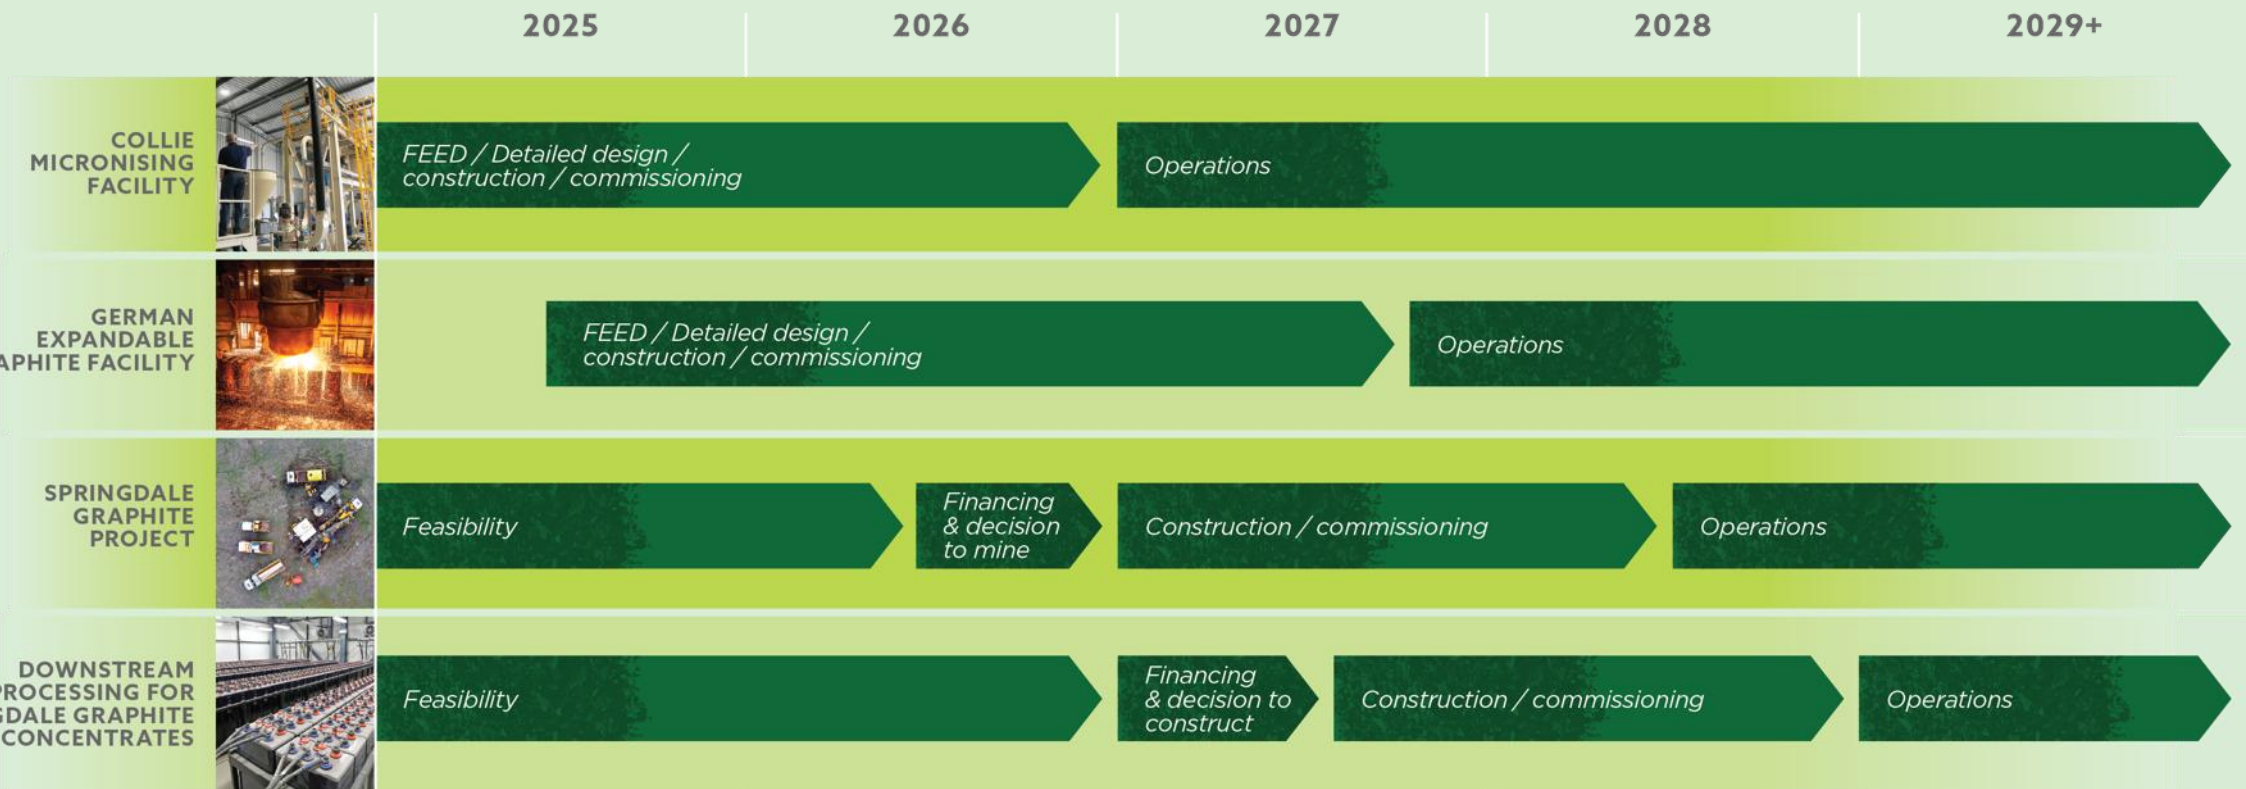 2025
2026
2027
2028
2029+
COLLIE
MICRONISING
FACILITY
FEED / Detailed design /
construction / commissioning
Operations
GERMAN
EXPANDABLE
APHITE FACILITY
FEED / Detailed design /
construction / commissioning
Operations
SPRINGDALE
GRAPHITE
PROJECT
Feasibility
Financing
& decision
to mine
Construction / commissioning
Operations
DOWNSTREAM
PROCESSING FOR
GDALE GRAPHITE
CONCENTRATES
Feasibility
Financing
& decision to
construct
Construction / commissioning
Operations